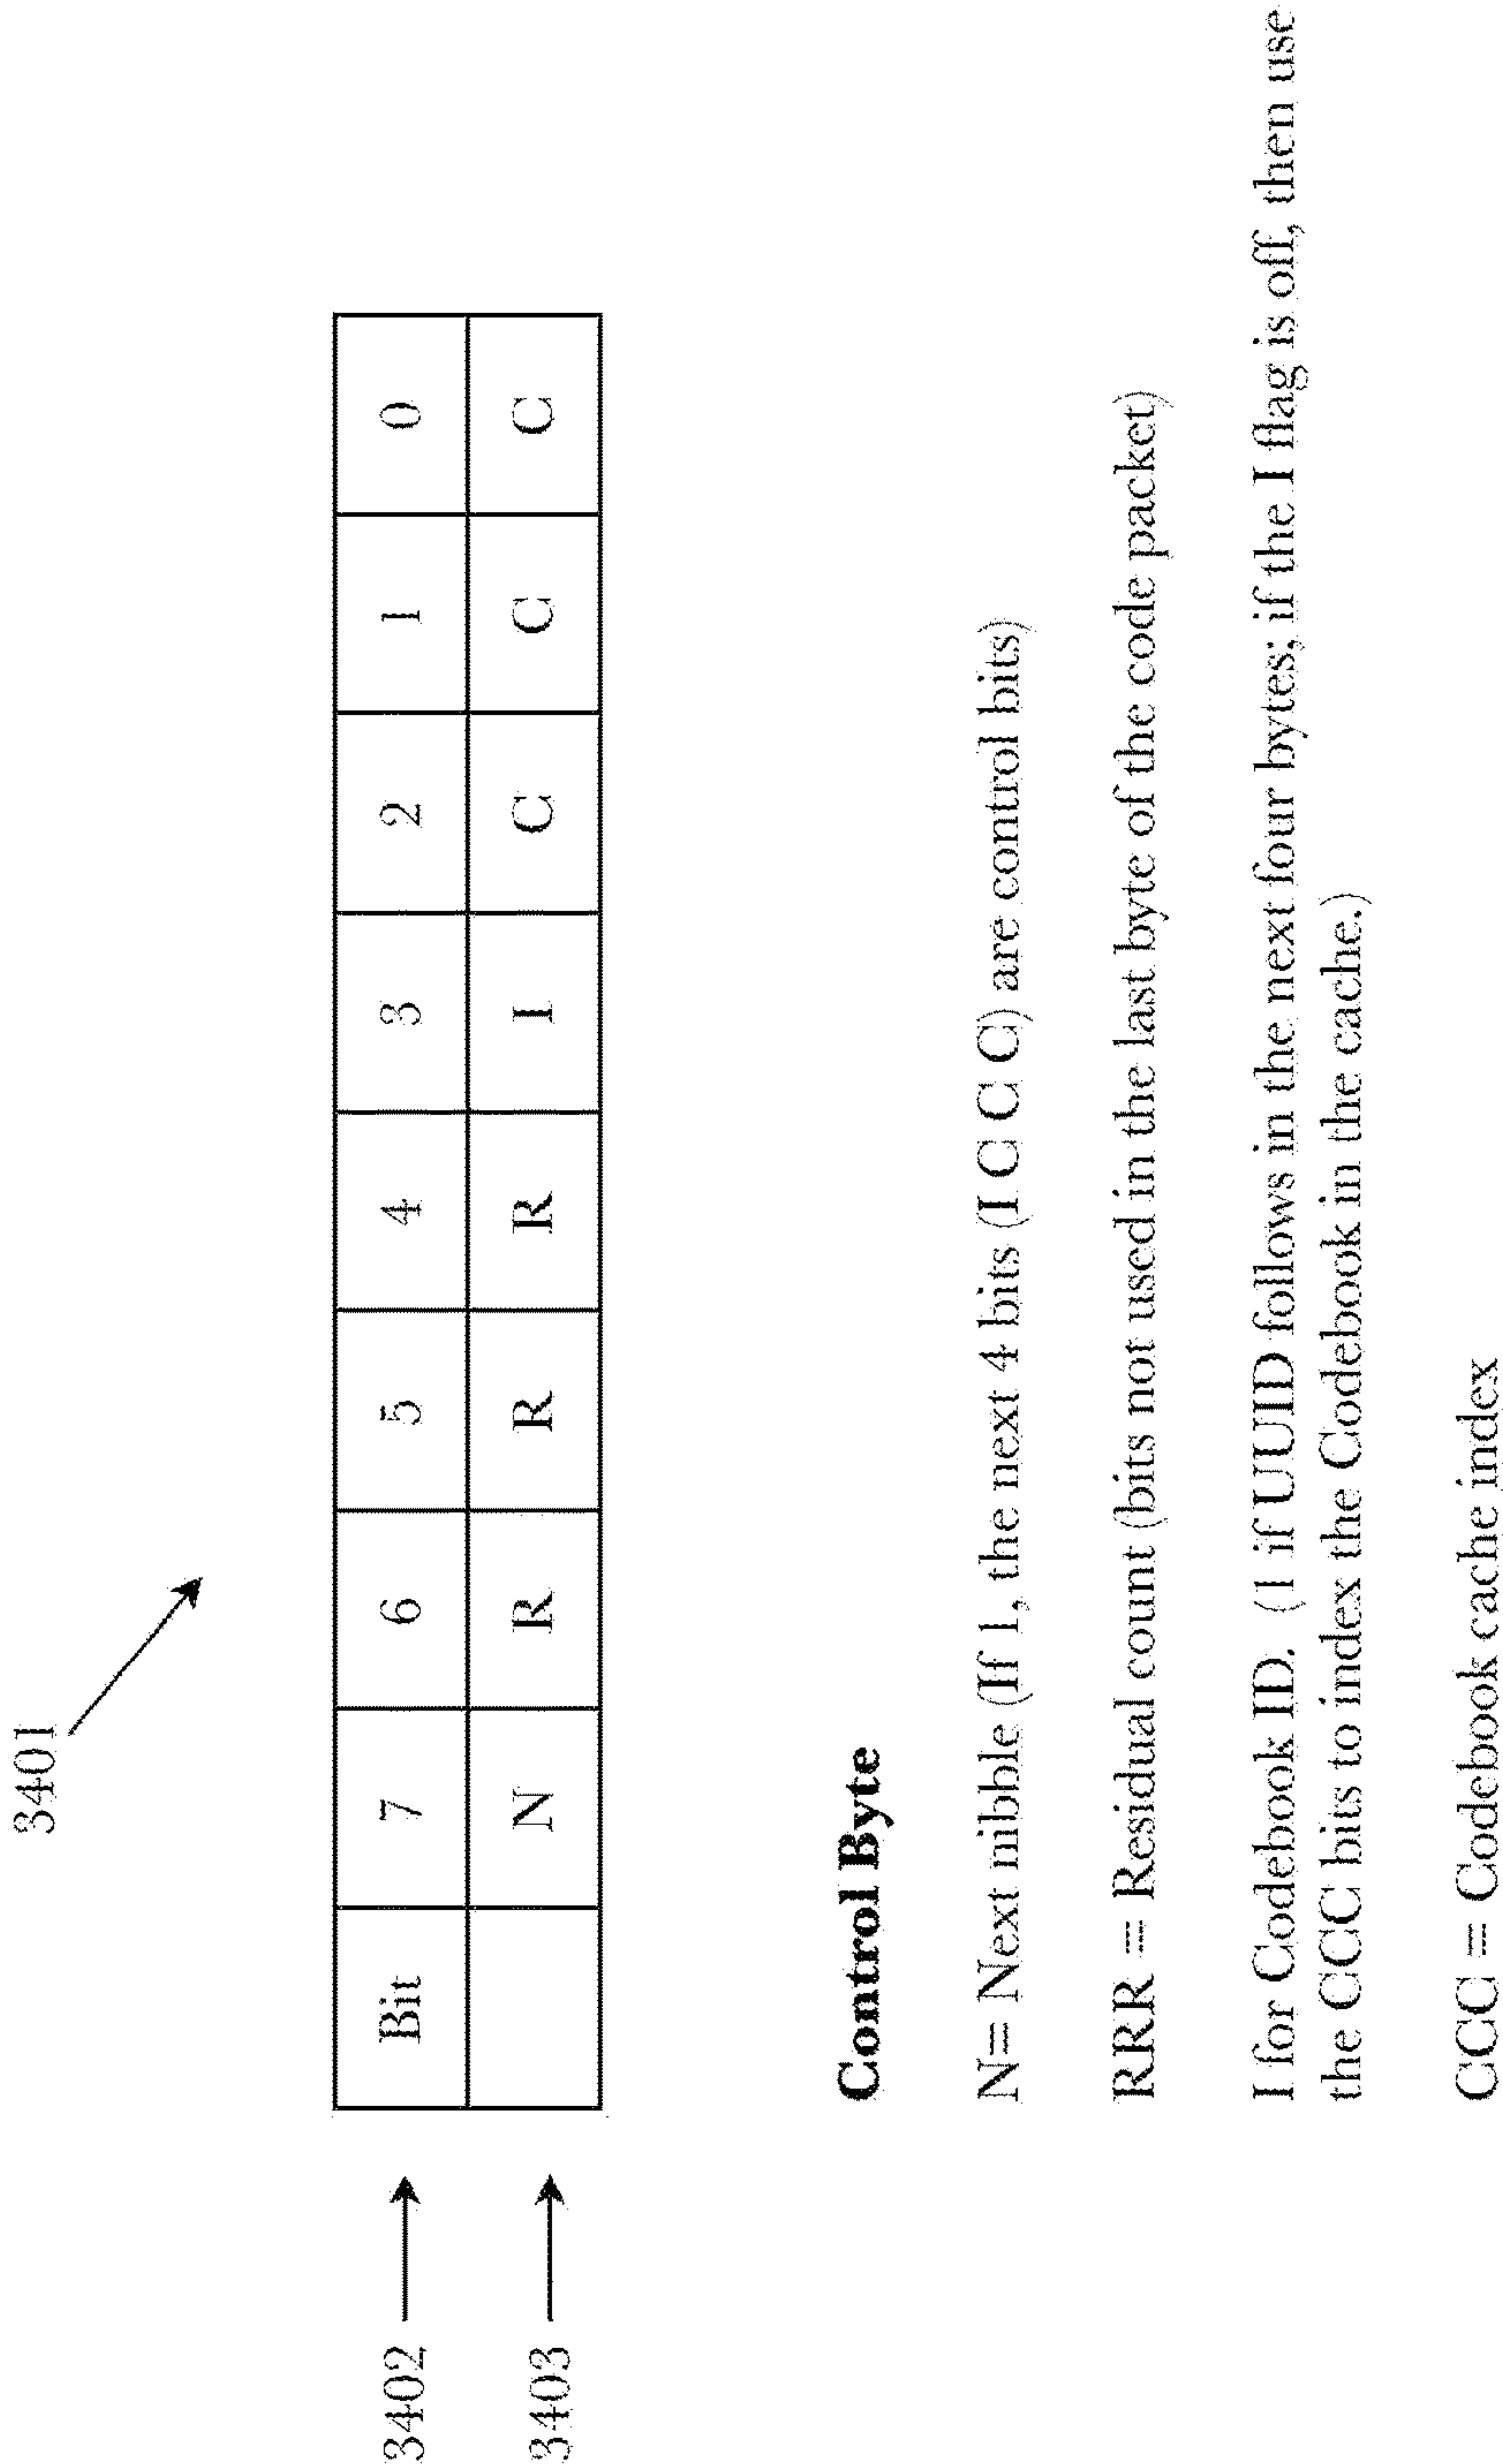 3401
3402
Bit 7 6 5 4 3 2 1 0
3403
N R R R I C C C
Control Byte
N= Next nibble (If 1, the next 4 bits (I C C C) are control bits)
RRR = Residual count (bits not used in the last byte of the code packet)
I for Codebook ID. (1 if UUID follows in the next four bytes; if the I flag is off, then use
the CCC bits to index the Codebook in the cache.)
CCC = Codebook cache index